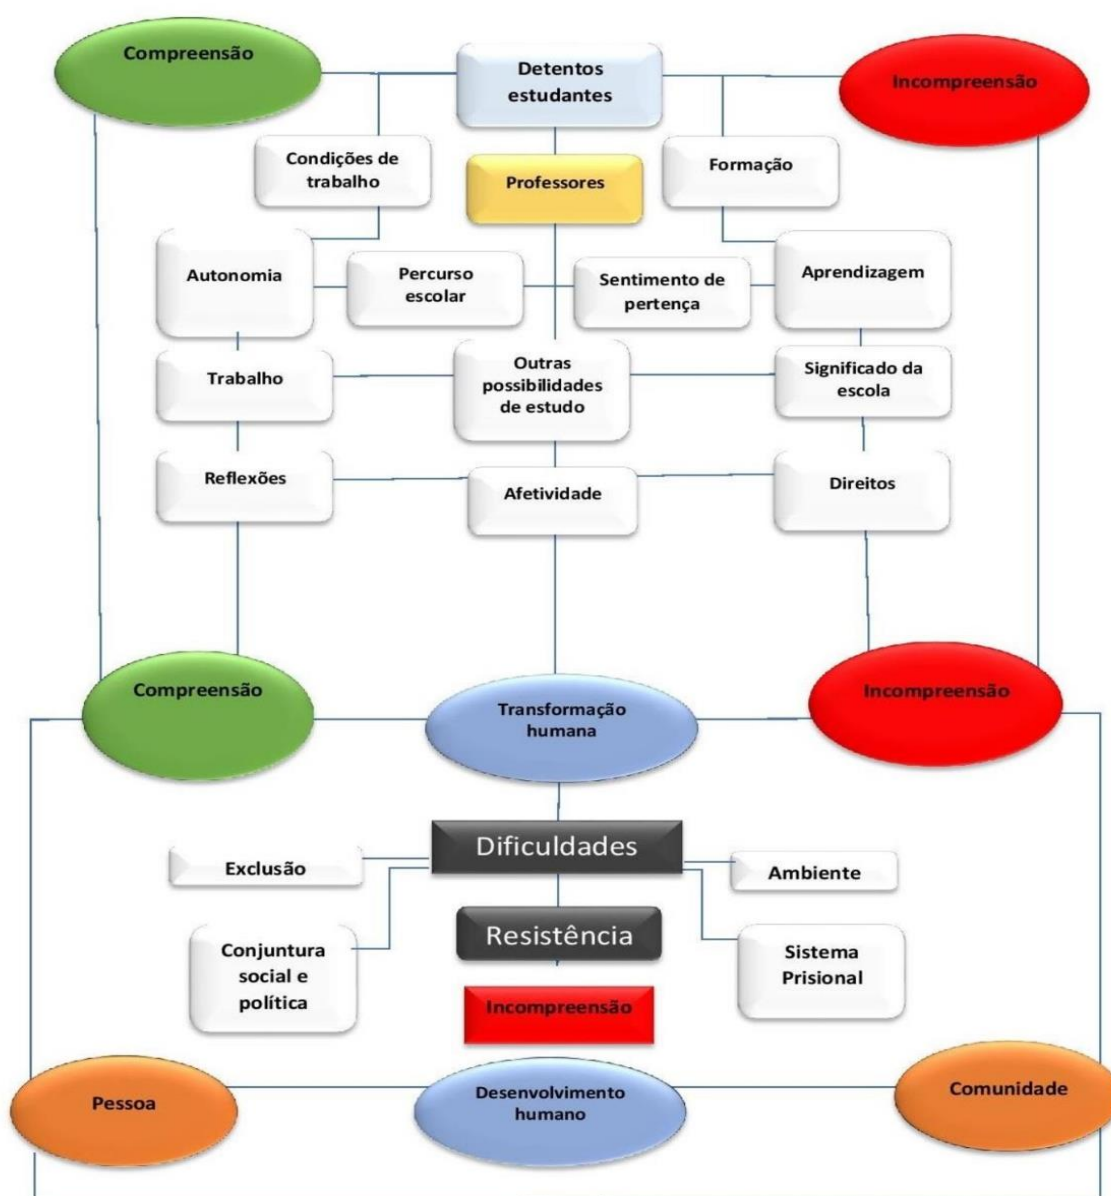 Compreensão
Detentos
estudantes
Incompreensão
Condições de
trabalho
Professores
Formação
Autonomia
Percurso
escolar
Sentimento de
pertença
Aprendizagem
Trabalho
Outras
possibilidades
de estudo
Significado da
escola
Reflexões
Afetividade
Direitos
Compreensão
Transformação
humana
Incompreensão
Dificuldades
Exclusão
Ambiente
Resistência
Conjuntura
social e
política
Sistema
Prisional
Incompreensão
Pessoa
Desenvolvimento
humano
Comunidade